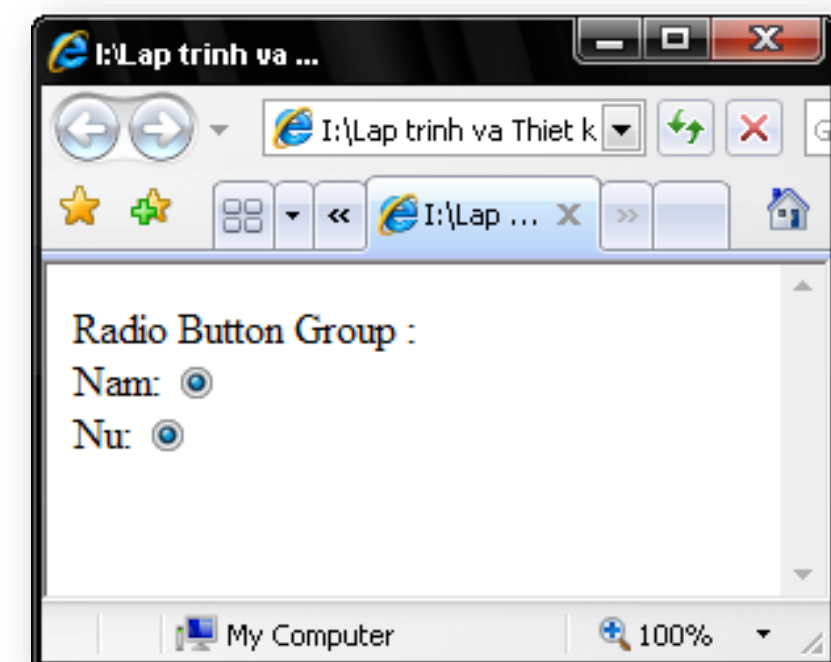 I:\Lap trinh va ...
I:\Lap trinh va Thiet k
G
«
I:\Lap ...
»
Radio Button Group :
Nam:
Nu:
My Computer
100%